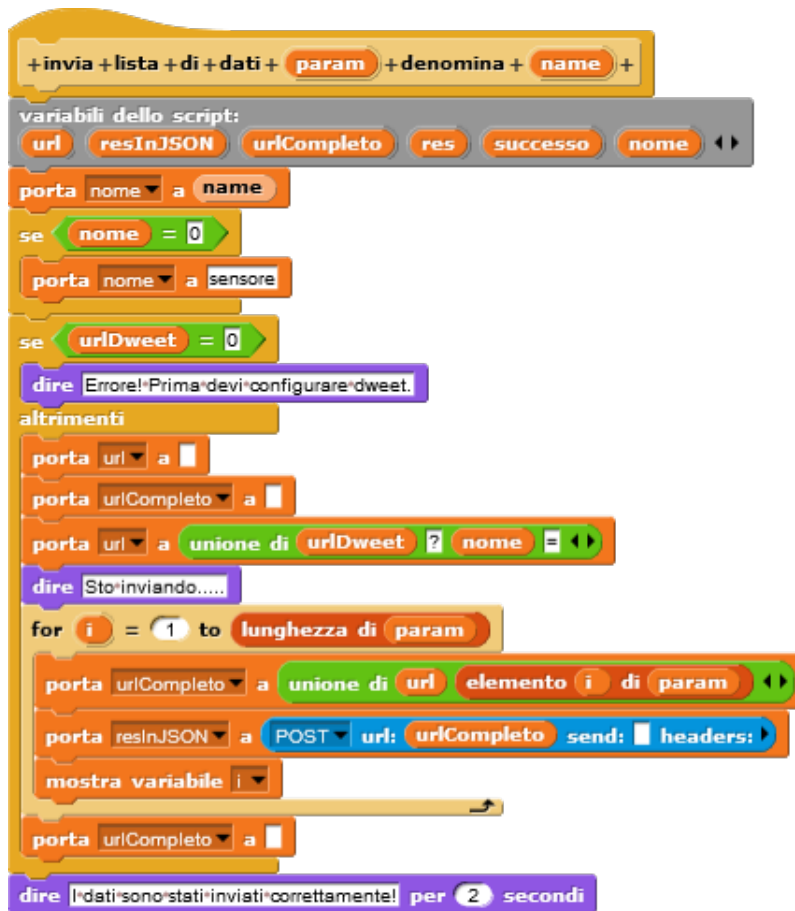 +invia+lista+di+dati+ param +denomina+ name +
variabili dello script:
url resInJSON urlCompleto res successo nome
porta nome a name
se nome = 0
porta nome a sensore
se urlDweet = 0
dire Errore!*Prima*devi*configurare*dweet.
altrimenti
porta url a
porta urlCompleto a
porta url a unione di urlDweet ? nome =
dire Sto*inviando.....
for i = 1 to lunghezza di param
porta urlCompleto a unione di url elemento i di param
porta resInJSON a POST url: urlCompleto send: headers:
mostra variabile i
porta urlCompleto a
dire I*dati*sono*stati*inviati*correttamente! per 2 secondi